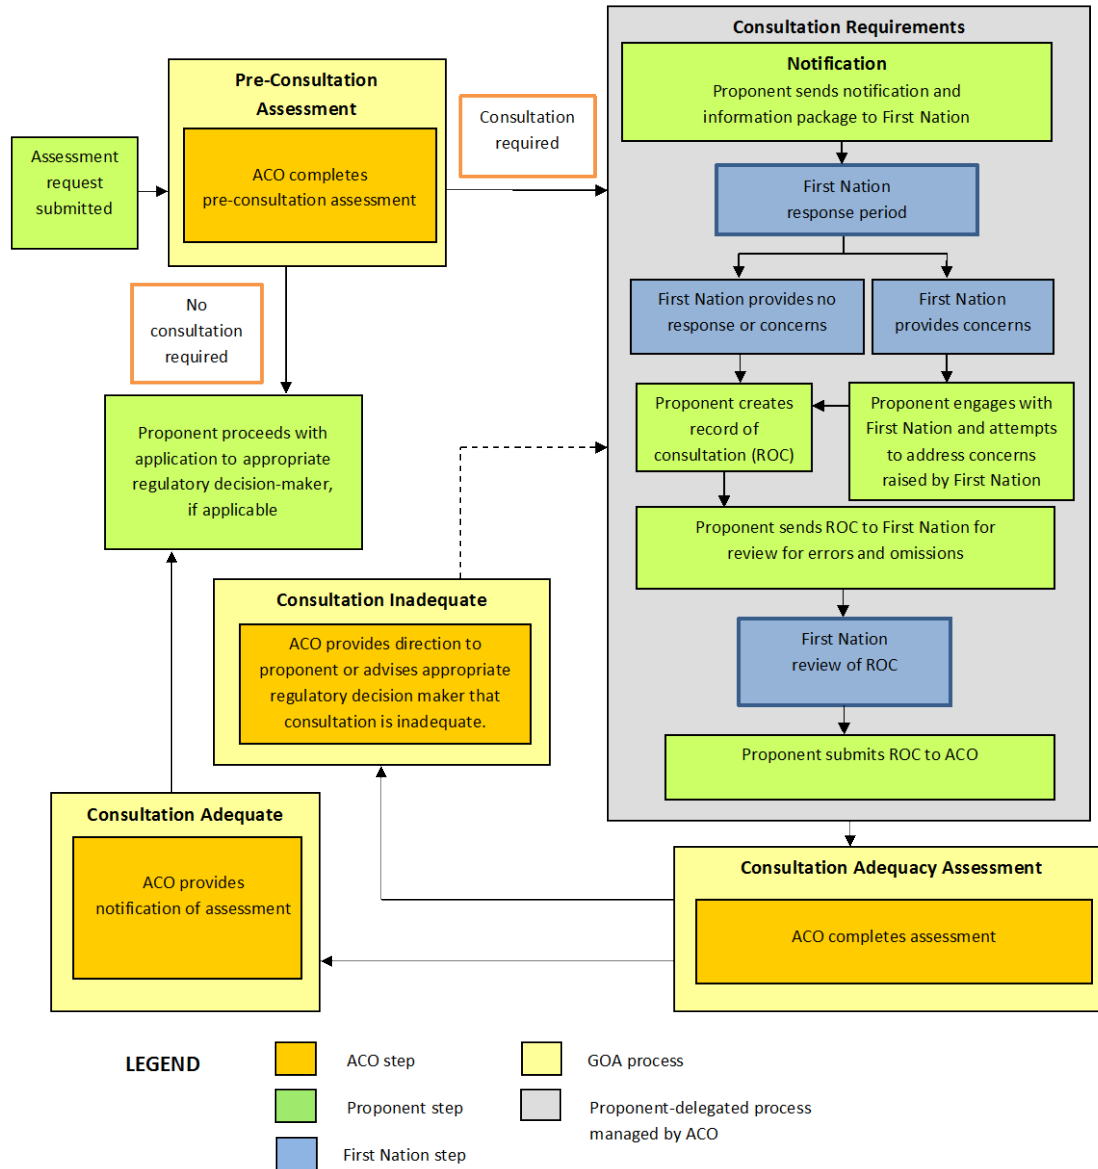 Consultation Requirements
Notification
Proponent sends notification and
information package to First Nation
Pre-Consultation
Assessment
ACO completes
pre-consultation assessment
Consultation
required
Assessment
request
submitted
First Nation
response period
No
consultation
required
First Nation provides no
response or concerns
First Nation
provides concerns
Proponent creates
record of
consultation (ROC)
Proponent engages with
First Nation and attempts
to address concerns
raised by First Nation
Proponent proceeds with
application to appropriate
regulatory decision-maker,
if applicable
Proponent sends ROC to First Nation for
review for errors and omissions
Consultation Inadequate
ACO provides direction to
proponent or advises appropriate
regulatory decision maker that
consultation is inadequate.
First Nation
review of ROC
Proponent submits ROC to ACO
Consultation Adequate
ACO provides
notification of assessment
Consultation Adequacy Assessment
ACO completes assessment
LEGEND
ACO step
Proponent step
First Nation step
GOA process
Proponent-delegated process
managed by ACO